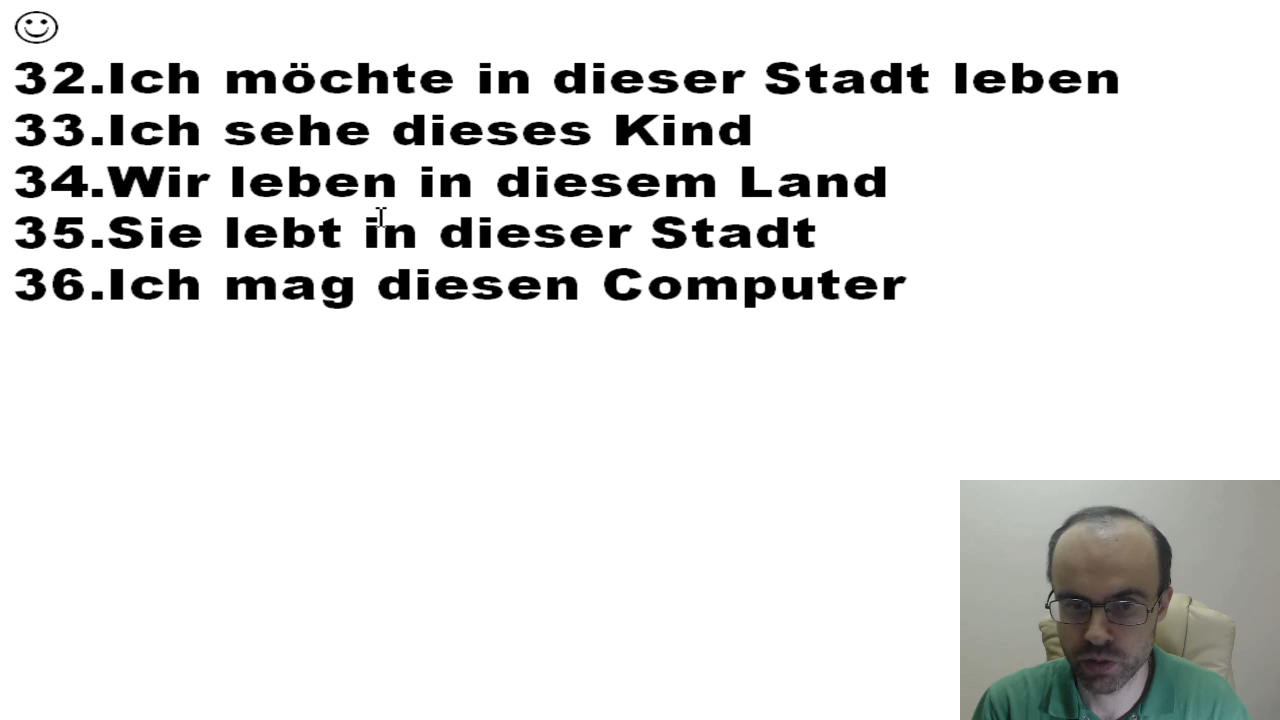 32.Ich möchte in dieser Stadt leben
33.Ich sehe dieses Kind
34.Wir leben in diesem Land
35.Sie lebt in dieser Stadt
36.Ich mag diesen Computer